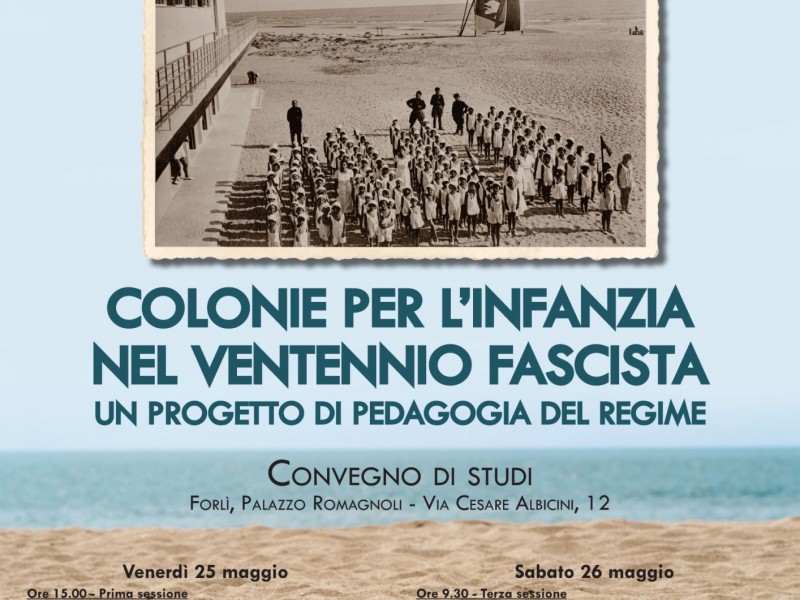 COLONIE PER L'INFANZIA
NEL VENTENNIO FASCISTA
UN PROGETTO DI PEDAGOGIA DEL REGIME
CONVEGNO DI STUDI
FORLÌ, PALAZZO ROMAGNOLI - VIA CESARE ALBICINI, 12
Venerdì 25 maggio
Ore 15.00 – Prima sessione
Sabato 26 maggio
Ore 9.30 - Terza sessione